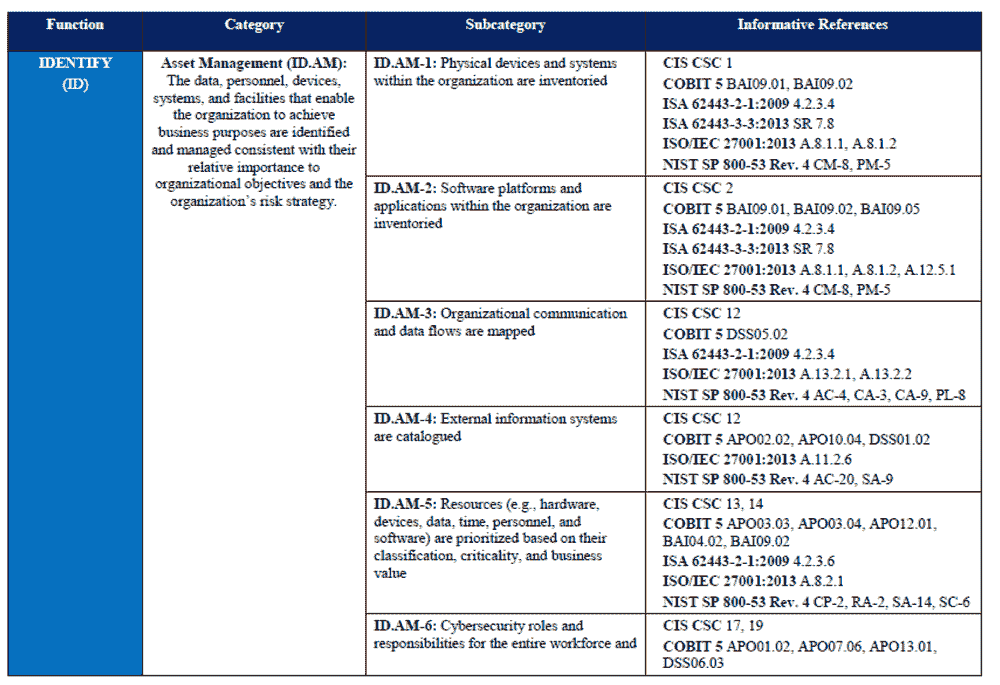 Function
Category
Subcategory
Informative References
IDENTIFY
(ID)
Asset Management (ID.AM):
The data, personnel, devices,
systems, and facilities that enable
the organization to achieve
business purposes are identified
and managed consistent with their
relative importance to
organizational objectives and the
organization's risk strategy.
ID.AM-1: Physical devices and systems
within the organization are inventoried
CIS CSC 1
COBIT 5 BAI09.01, BAI09.02
ISA 62443-2-1:2009 4.2.3.4
ISA 62443-3-3:2013 SR 7.8
ISO/IEC 27001:2013 A.8.1.1, A.8.1.2
NIST SP 800-53 Rev. 4 CM-8, PM-5
ID.AM-2: Software platforms and
applications within the organization are
inventoried
CIS CSC 2
COBIT 5 BAI09.01, BAI09.02, BAI09.05
ISA 62443-2-1:2009 4.2.3.4
ISA 62443-3-3:2013 SR 7.8
ISO/IEC 27001:2013 A.8.1.1, A.8.1.2, A.12.5.1
NIST SP 800-53 Rev. 4 CM-8, PM-5
ID.AM-3: Organizational communication
and data flows are mapped
CIS CSC 12
COBIT 5 DSS05.02
ISA 62443-2-1:2009 4.2.3.4
ISO/IEC 27001:2013 A.13.2.1, A.13.2.2
NIST SP 800-53 Rev. 4 AC-4, CA-3, CA-9, PL-8
ID.AM-4: External information systems
are catalogued
CIS CSC 12
COBIT 5 APO02.02, APO10.04, DSS01.02
ISO/IEC 27001:2013 A.11.2.6
NIST SP 800-53 Rev. 4 AC-20, SA-9
ID.AM-5: Resources (e.g., hardware,
devices, data, time, personnel, and
software) are prioritized based on their
classification, criticality, and business
value
CIS CSC 13, 14
COBIT 5 APO03.03, APO03.04, APO12.01,
BAI04.02, BAI09.02
ISA 62443-2-1:2009 4.2.3.6
ISO/IEC 27001:2013 A.8.2.1
NIST SP 800-53 Rev. 4 CP-2, RA-2, SA-14, SC-6
ID.AM-6: Cybersecurity roles and
responsibilities for the entire workforce and
CIS CSC 17, 19
COBIT 5 APO01.02, APO07.06, APO13.01,
DSS06.03